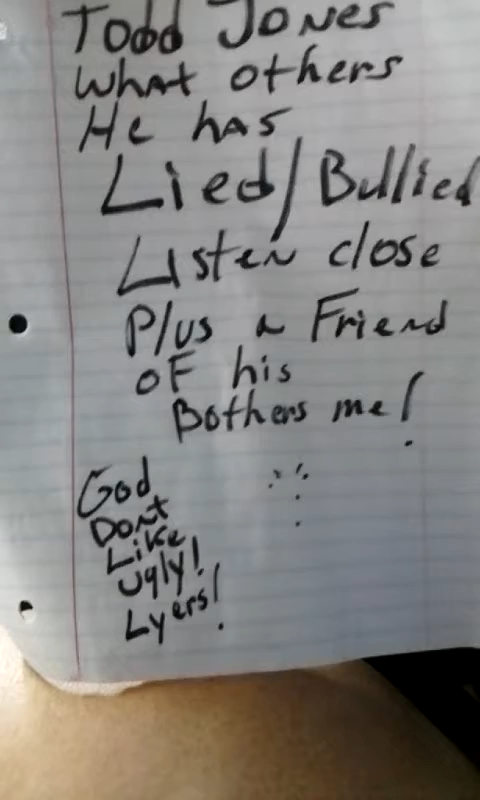 Todd Jones
What others
He has
Lied/Bullied
Listen close
Plus a Friend
OF his
Bothers me!
God
Dont
Like
Ugly!
Lyers!